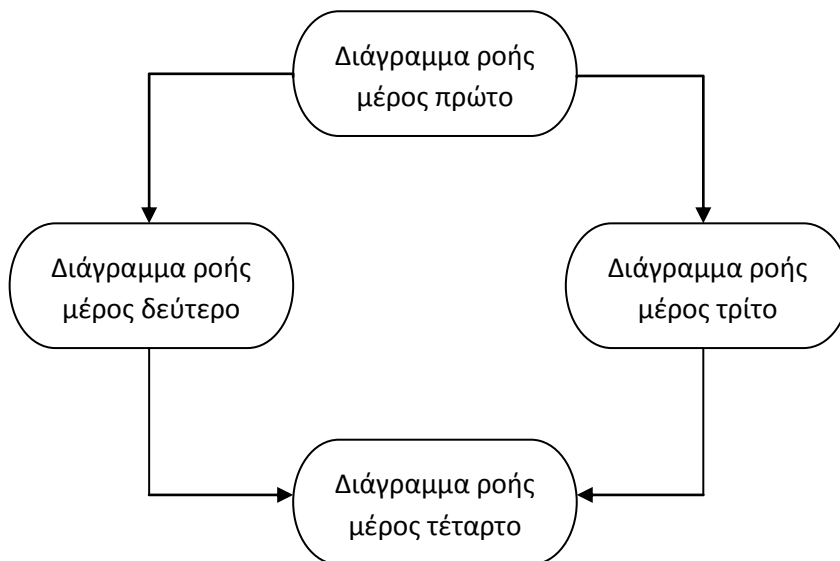 Διάγραμμα ροής
μέρος πρώτο
Διάγραμμα ροής
μέρος δεύτερο
Διάγραμμα ροής
μέρος τρίτο
Διάγραμμα ροής
μέρος τέταρτο